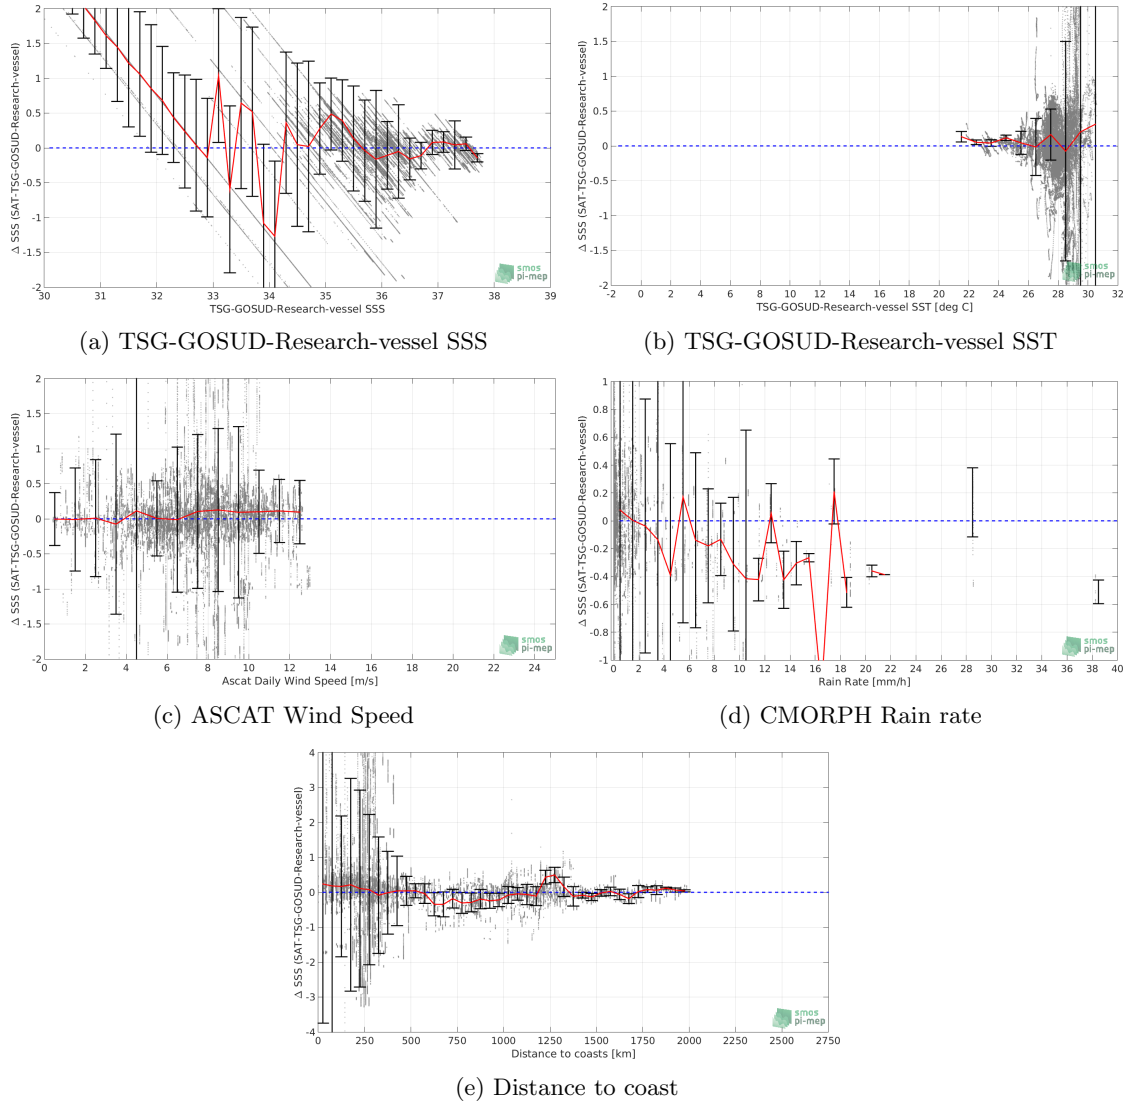 Δ SSS (SAT-TSG-GOSUD-Research-vessel)
2
1.5
1
0.5
0
-0.5
-1
-1.5
-2
30 31 32 33 34 35 36 37 38 39
TSG-GOSUD-Research-vessel SSS
smos
pi-mep
(a) TSG-GOSUD-Research-vessel SSS
Δ SSS (SAT-TSG-GOSUD-Research-vessel)
2
1.5
1
0.5
0
-0.5
-1
-1.5
-2
-2 0 2 4 6 8 10 12 14 16 18 20 22 24 26 28 30 32
TSG-GOSUD-Research-vessel SST [deg C]
smos
pi-mep
(b) TSG-GOSUD-Research-vessel SST
Δ SSS (SAT-TSG-GOSUD-Research-vessel)
2
1.5
1
0.5
0
-0.5
-1
-1.5
-2
0 2 4 6 8 10 12 14 16 18 20 22 24
Ascat Daily Wind Speed [m/s]
smos
pi-mep
(c) ASCAT Wind Speed
Δ SSS (SAT-TSG-GOSUD-Research-vessel)
1
0.8
0.6
0.4
0.2
0
-0.2
-0.4
-0.6
-0.8
-1
0 2 4 6 8 10 12 14 16 18 20 22 24 26 28 30 32 34 36 38 40
Rain Rate [mm/h]
smos
pi-mep
(d) CMORPH Rain rate
Δ SSS (SAT-TSG-GOSUD-Research-vessel)
4
3
2
1
0
-1
-2
-3
-4
0 250 500 750 1000 1250 1500 1750 2000 2250 2500 2750
Distance to coasts [km]
smos
pi-mep
(e) Distance to coast